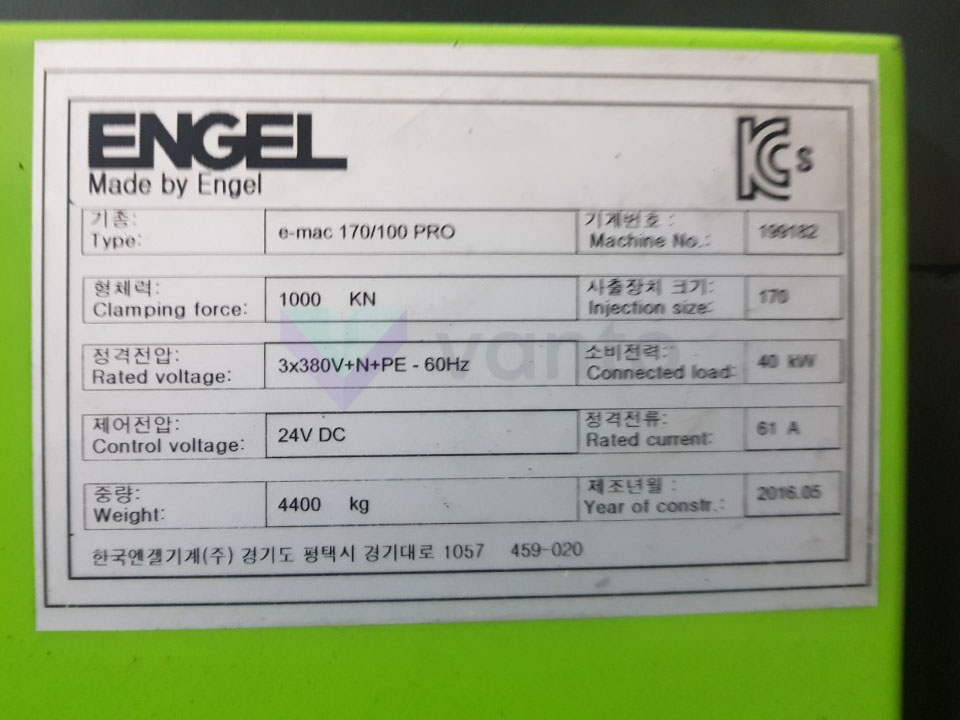 ENGEL
Made by Engel
KCs
기종: 기계번호 :
Type: e-mac 170/100 PRO Machine No.: 199182
형체력: 사출장치 크기:
Clamping force: 1000 KN Injection size: 170
정격전압: 소비전력:
Rated voltage: 3x380V+N+PE - 60Hz Connected load: 40 kW
제어전압: 정격전류:
Control voltage: 24V DC Rated current: 61 A
중량: 제조년월 :
Weight: 4400 kg Year of constr.: 2016.05
한국엔겔기계(주) 경기도 평택시 경기대로 1057 459-020